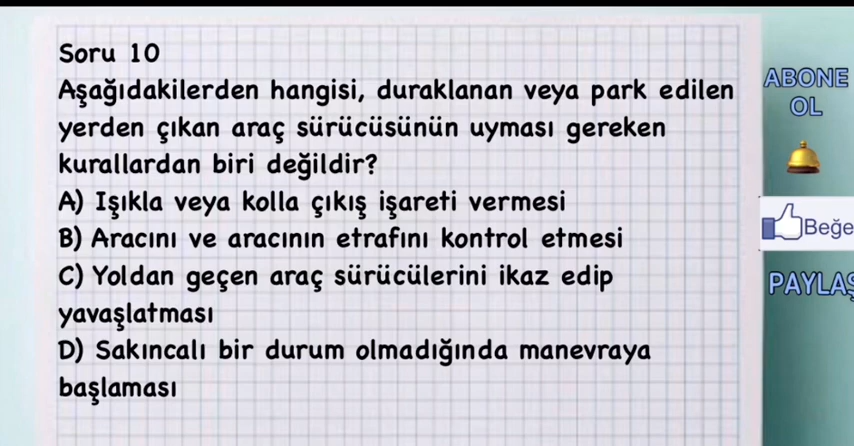 Soru 10
Aşağıdakilerden hangisi, duraklanan veya park edilen
yerden çıkan araç sürücüsünün uyması gereken
kurallardan biri değildir?
A) Işıkla veya kolla çıkış işareti vermesi
B) Aracını ve aracının etrafını kontrol etmesi
C) Yoldan geçen araç sürücülerini ikaz edip
yavaşlatması
D) Sakıncalı bir durum olmadığında manevraya
başlaması
ABONE
OL
Beğe
PAYLAŞ